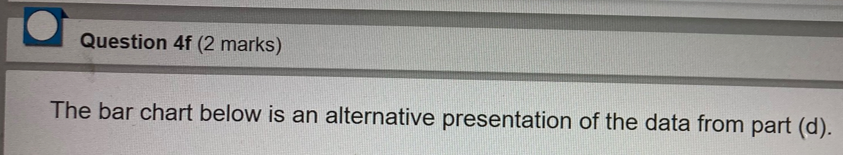 Question 4f (2 marks)
The bar chart below is an alternative presentation of the data from part (d).